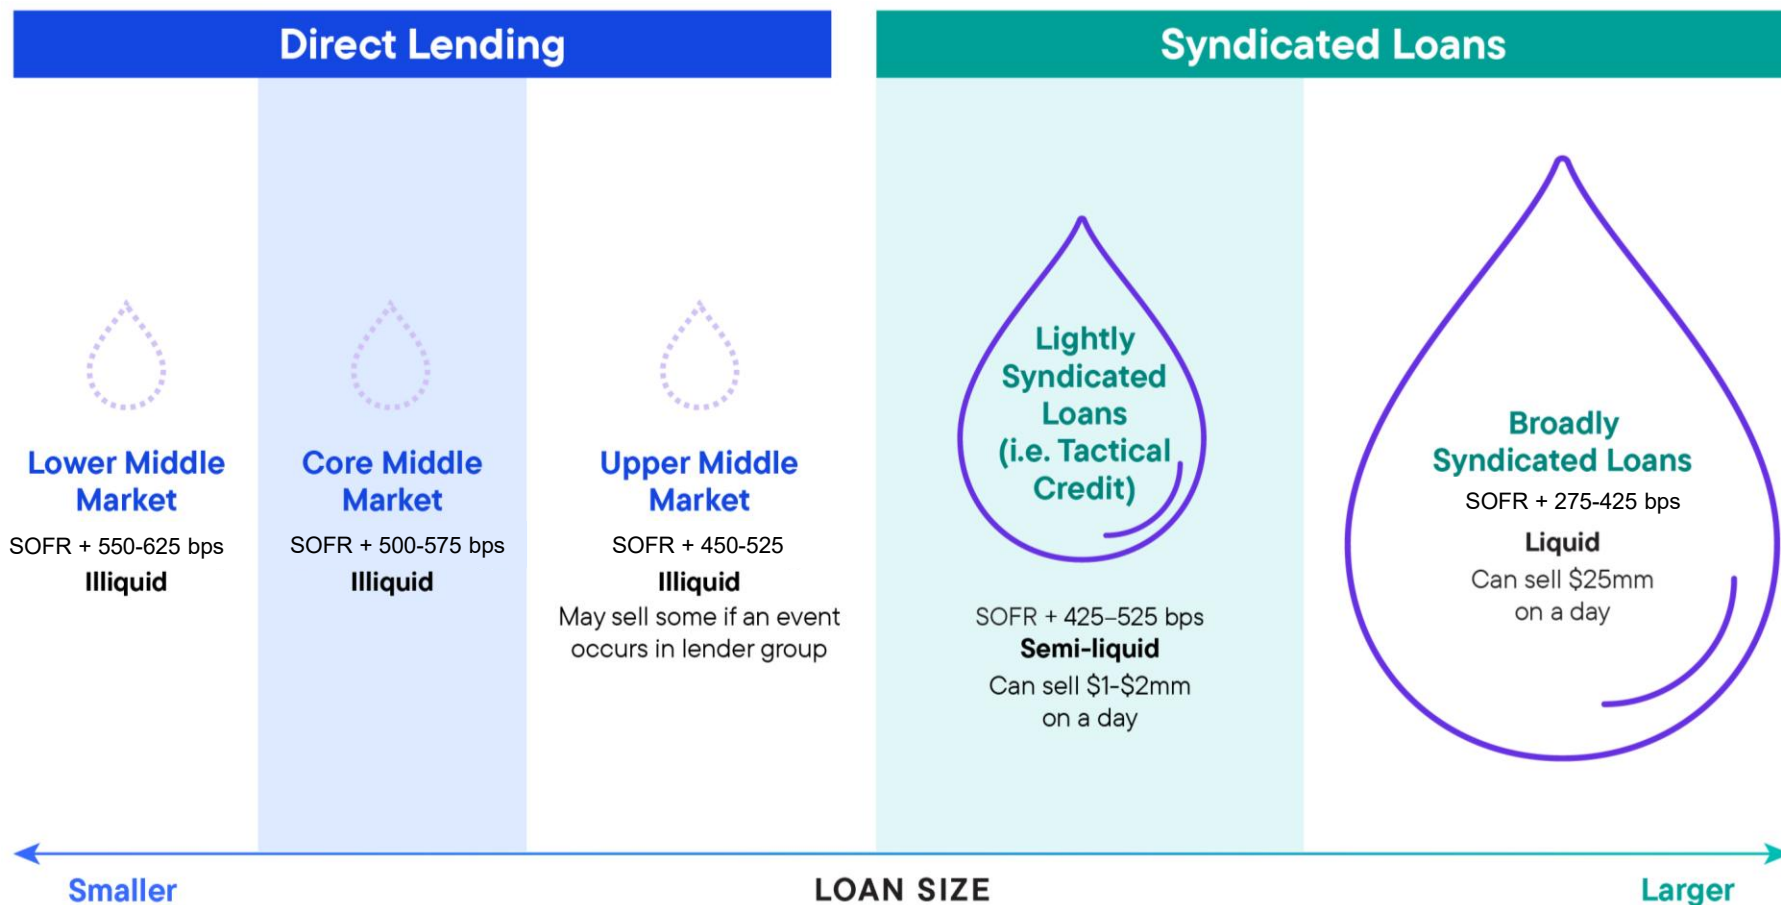 Direct Lending
Syndicated Loans
Lower Middle
Market
SOFR + 550-625 bps
Illiquid
Core Middle
Market
SOFR + 500-575 bps
Illiquid
Upper Middle
Market
SOFR + 450-525
Illiquid
May sell some if an event
occurs in lender group
Lightly
Syndicated
Loans
(i.e. Tactical
Credit)
SOFR + 425–525 bps
Semi-liquid
Can sell $1-$2mm
on a day
Broadly
Syndicated Loans
SOFR + 275-425 bps
Liquid
Can sell $25mm
on a day
Smaller
LOAN SIZE
Larger